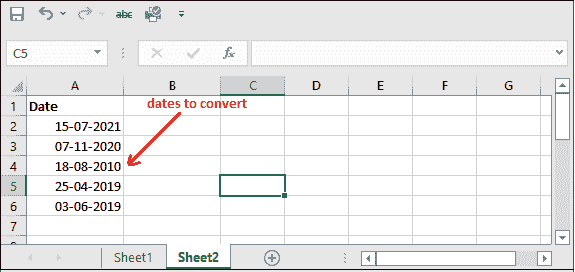 abc
C5
fx
A B C D E F G
1 Date
dates to convert
2 15-07-2021
3 07-11-2020
4 18-08-2010
5 25-04-2019
6 03-06-2019
7
Sheet1 Sheet2